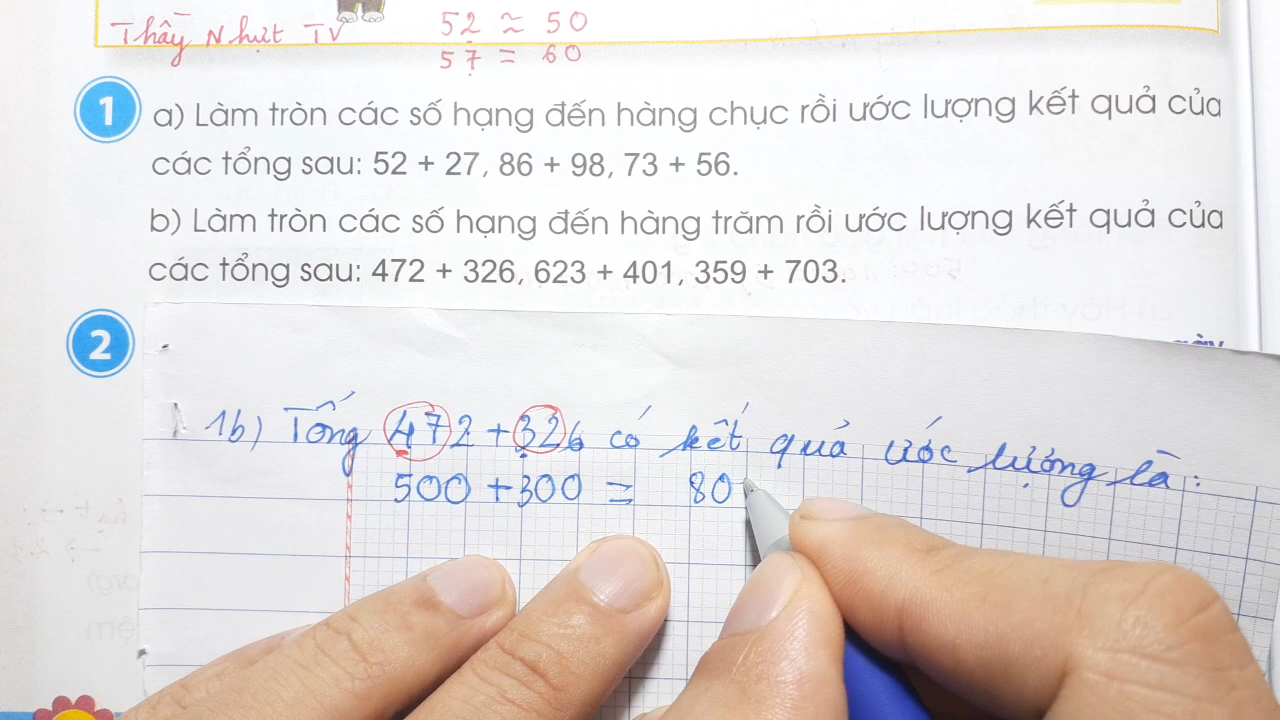 Thầy Nhựt TV
52 ≈ 50
57 = 60
1
a) Làm tròn các số hạng đến hàng chục rồi ước lượng kết quả của
các tổng sau: 52 + 27, 86 + 98, 73 + 56.
b) Làm tròn các số hạng đến hàng trăm rồi ước lượng kết quả của
các tổng sau: 472 + 326, 623 + 401, 359 + 703.
2
1b) Tổng 472 + 326 có kết quả ước lượng là:
500 + 300 = 80